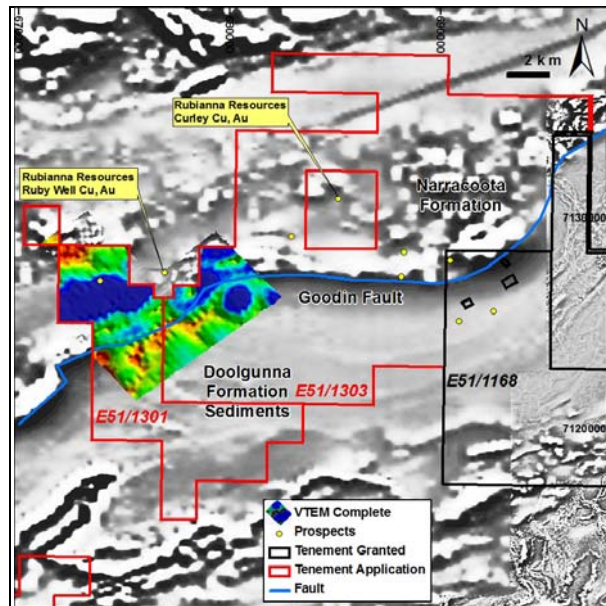 2 km
N
Rubianna Resources
Curley Cu, Au
Rubianna Resources
Ruby Well Cu, Au
Narracoota
Formation
7130000
Goodin Fault
Doolgunna
Formation
Sediments
E51/1301
E51/1303
E51/1168
7120000
VTEM Complete
Prospects
Tenement Granted
Tenement Application
Fault